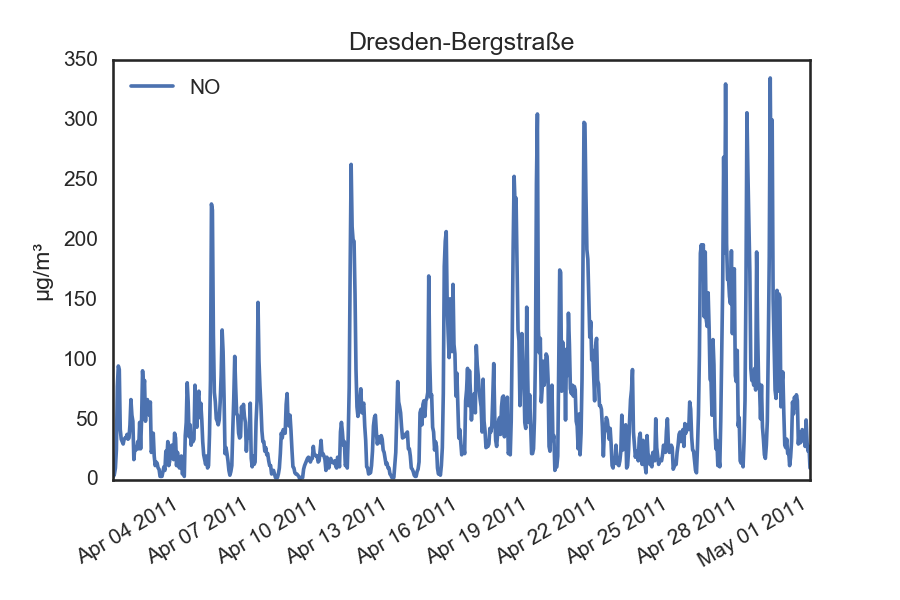 Dresden-Bergstraße
NO
µg/m³
350
300
250
200
150
100
50
0
Apr 04 2011
Apr 07 2011
Apr 10 2011
Apr 13 2011
Apr 16 2011
Apr 19 2011
Apr 22 2011
Apr 25 2011
Apr 28 2011
May 01 2011